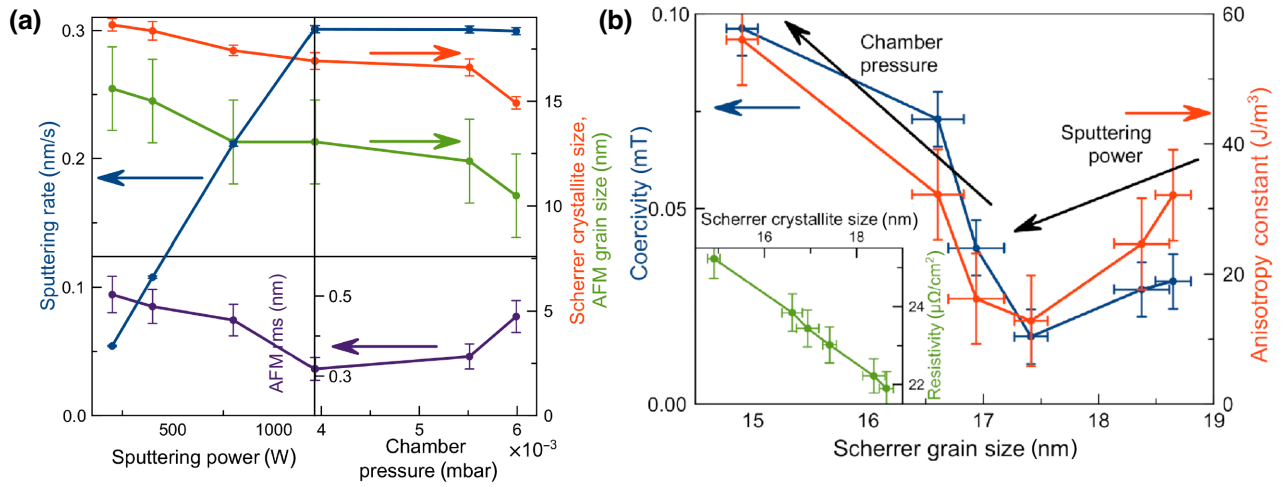 (a)
0.3
0.2
0.1
0.0
Sputtering rate (nm/s)
AFM rms (nm)
0.5
0.3
15
10
5
0
Scherrer crystallite size,
AFM grain size (nm)
500
1000
4
5
6
×10⁻³
Sputtering power (W)
Chamber
pressure (mbar)
(b)
0.10
0.05
0.00
Coercivity (mT)
Chamber
pressure
Sputtering
power
60
40
20
0
Anisotropy constant (J/m³)
Scherrer crystallite size (nm)
16
18
24
22
Resistivity (μΩ/cm²)
15
16
17
18
19
Scherrer grain size (nm)